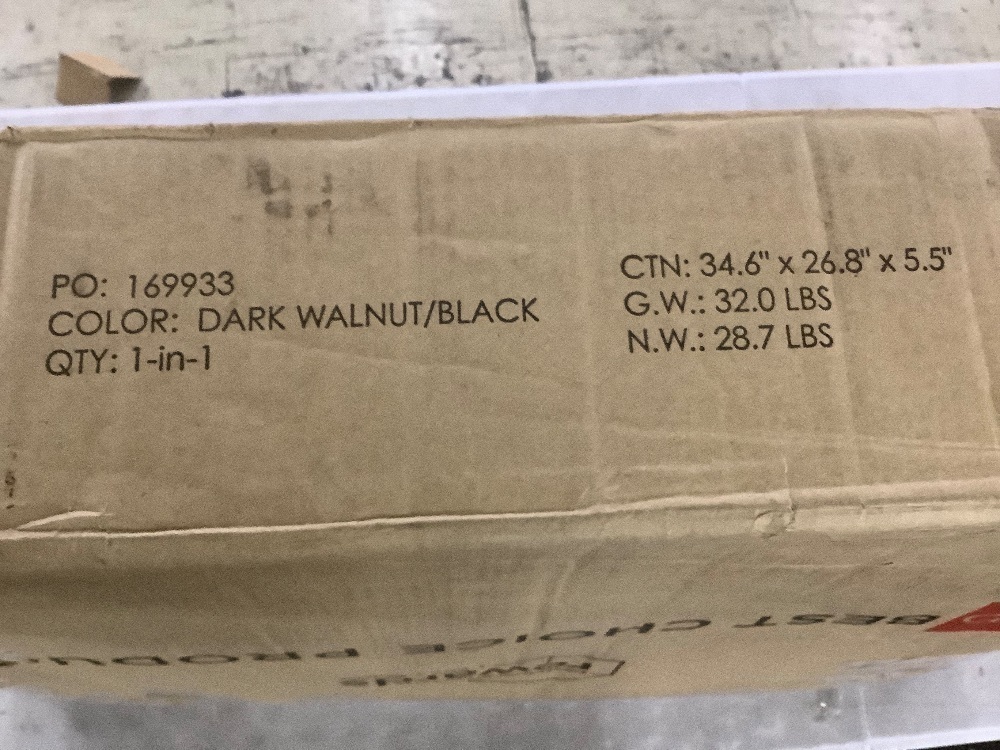 PO: 169933
COLOR: DARK WALNUT/BLACK
QTY: 1-in-1
CTN: 34.6" x 26.8" x 5.5"
G.W.: 32.0 LBS
N.W.: 28.7 LBS
BEST CHOICE PRODU